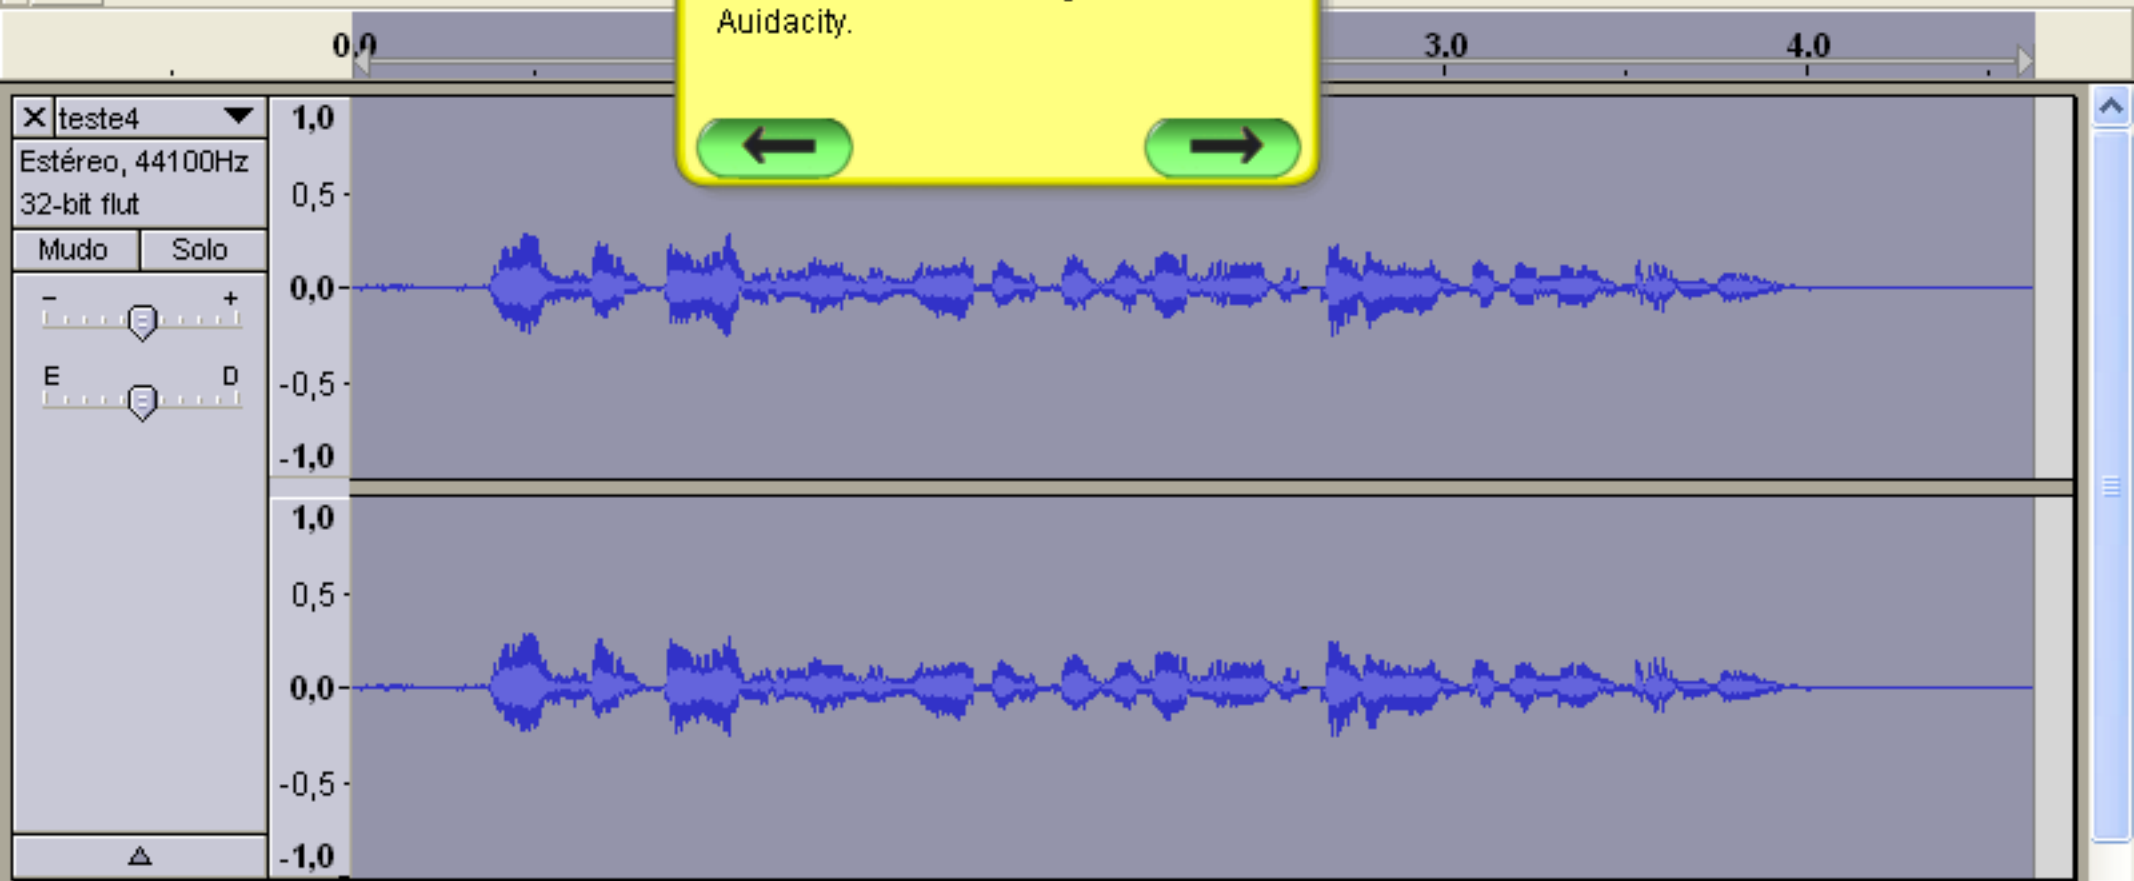 Auidacity.
0.0 3.0 4.0
X teste4
Estéreo, 44100Hz
32-bit flut
Mudo Solo
- +
E D
1,0
0,5
0,0
-0,5
-1,0
1,0
0,5
0,0
-0,5
-1,0